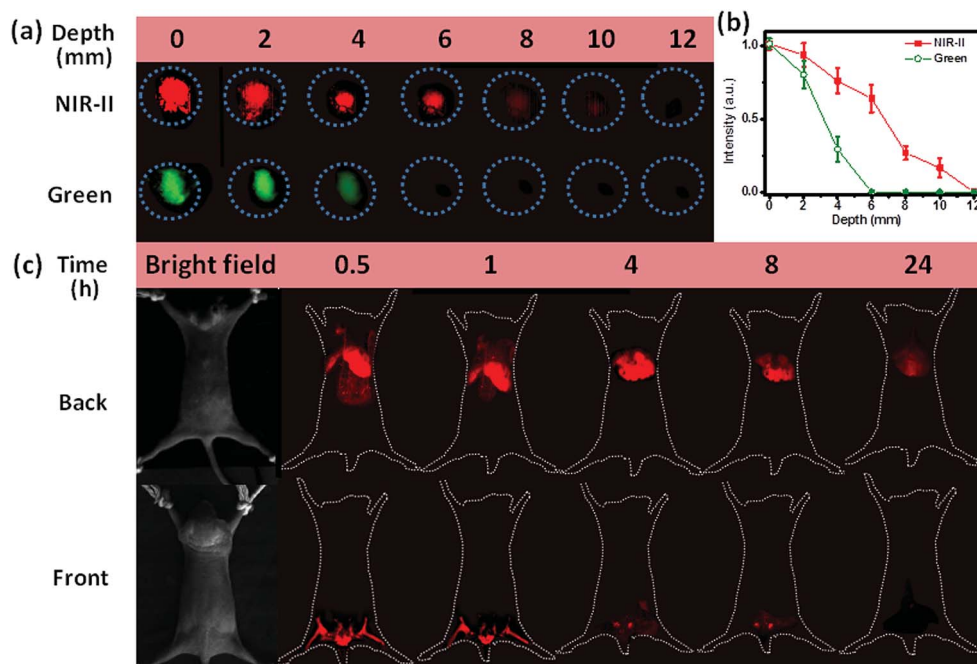 (a) Depth (mm) 0 2 4 6 8 10 12
NIR-II
Green
(b)
NIR-II
Green
1.0
0.5
0.0
Intensity (a.u.)
0 2 4 6 8 10 12
Depth (mm)
(c) Time (h) Bright field 0.5 1 4 8 24
Back
Front